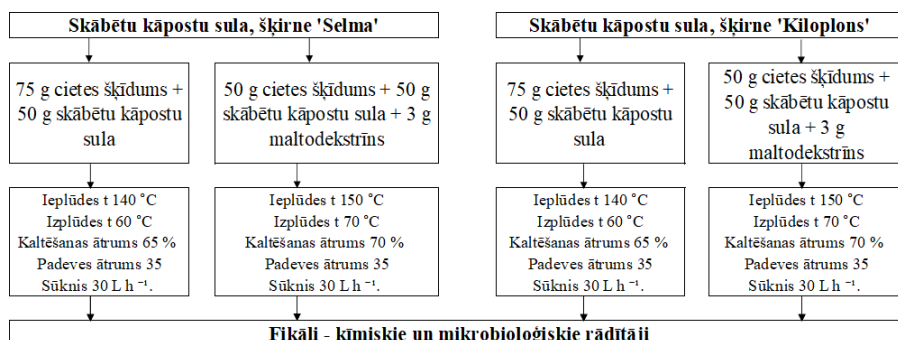 Skābētu kāpostu sula, šķirne 'Selma'
75 g cietes šķīdums +
50 g skābētu kāpostu
sula
50 g cietes šķīdums + 50 g
skābētu kāpostu sula + 3 g
maltodekstrīns
Ieplūdes t 140 ˚C
Izplūdes t 60 ˚C
Kaltēšanas ātrums 65 %
Padeves ātrums 35
Sūknis 30 L h ⁻¹.
Ieplūdes t 150 ˚C
Izplūdes t 70 ˚C
Kaltēšanas ātrums 70 %
Padeves ātrums 35
Sūknis 30 L h ⁻¹.
Skābētu kāpostu sula, šķirne 'Kiloplons'
75 g cietes šķīdums +
50 g skābētu kāpostu
sula
50 g cietes šķīdums +
50 g skābētu kāpostu
sula + 3 g
maltodekstrīns
Ieplūdes t 140 ˚C
Izplūdes t 60 ˚C
Kaltēšanas ātrums 65 %
Padeves ātrums 35
Sūknis 30 L h ⁻¹.
Ieplūdes t 150 ˚C
Izplūdes t 70 ˚C
Kaltēšanas ātrums 70 %
Padeves ātrums 35
Sūknis 30 L h ⁻¹.
Fikāli - ķīmiskie un mikrobioloģiskie rādītāji